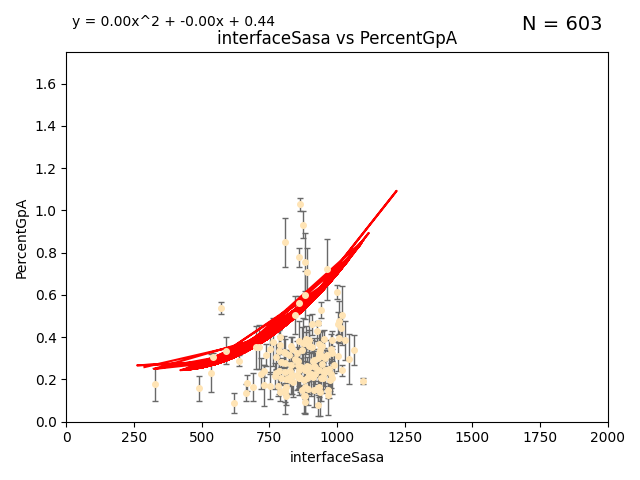 y = 0.00x^2 + -0.00x + 0.44
N = 603
interfaceSasa vs PercentGpA
PercentGpA
1.6
1.4
1.2
1.0
0.8
0.6
0.4
0.2
0.0
0 250 500 750 1000 1250 1500 1750 2000
interfaceSasa